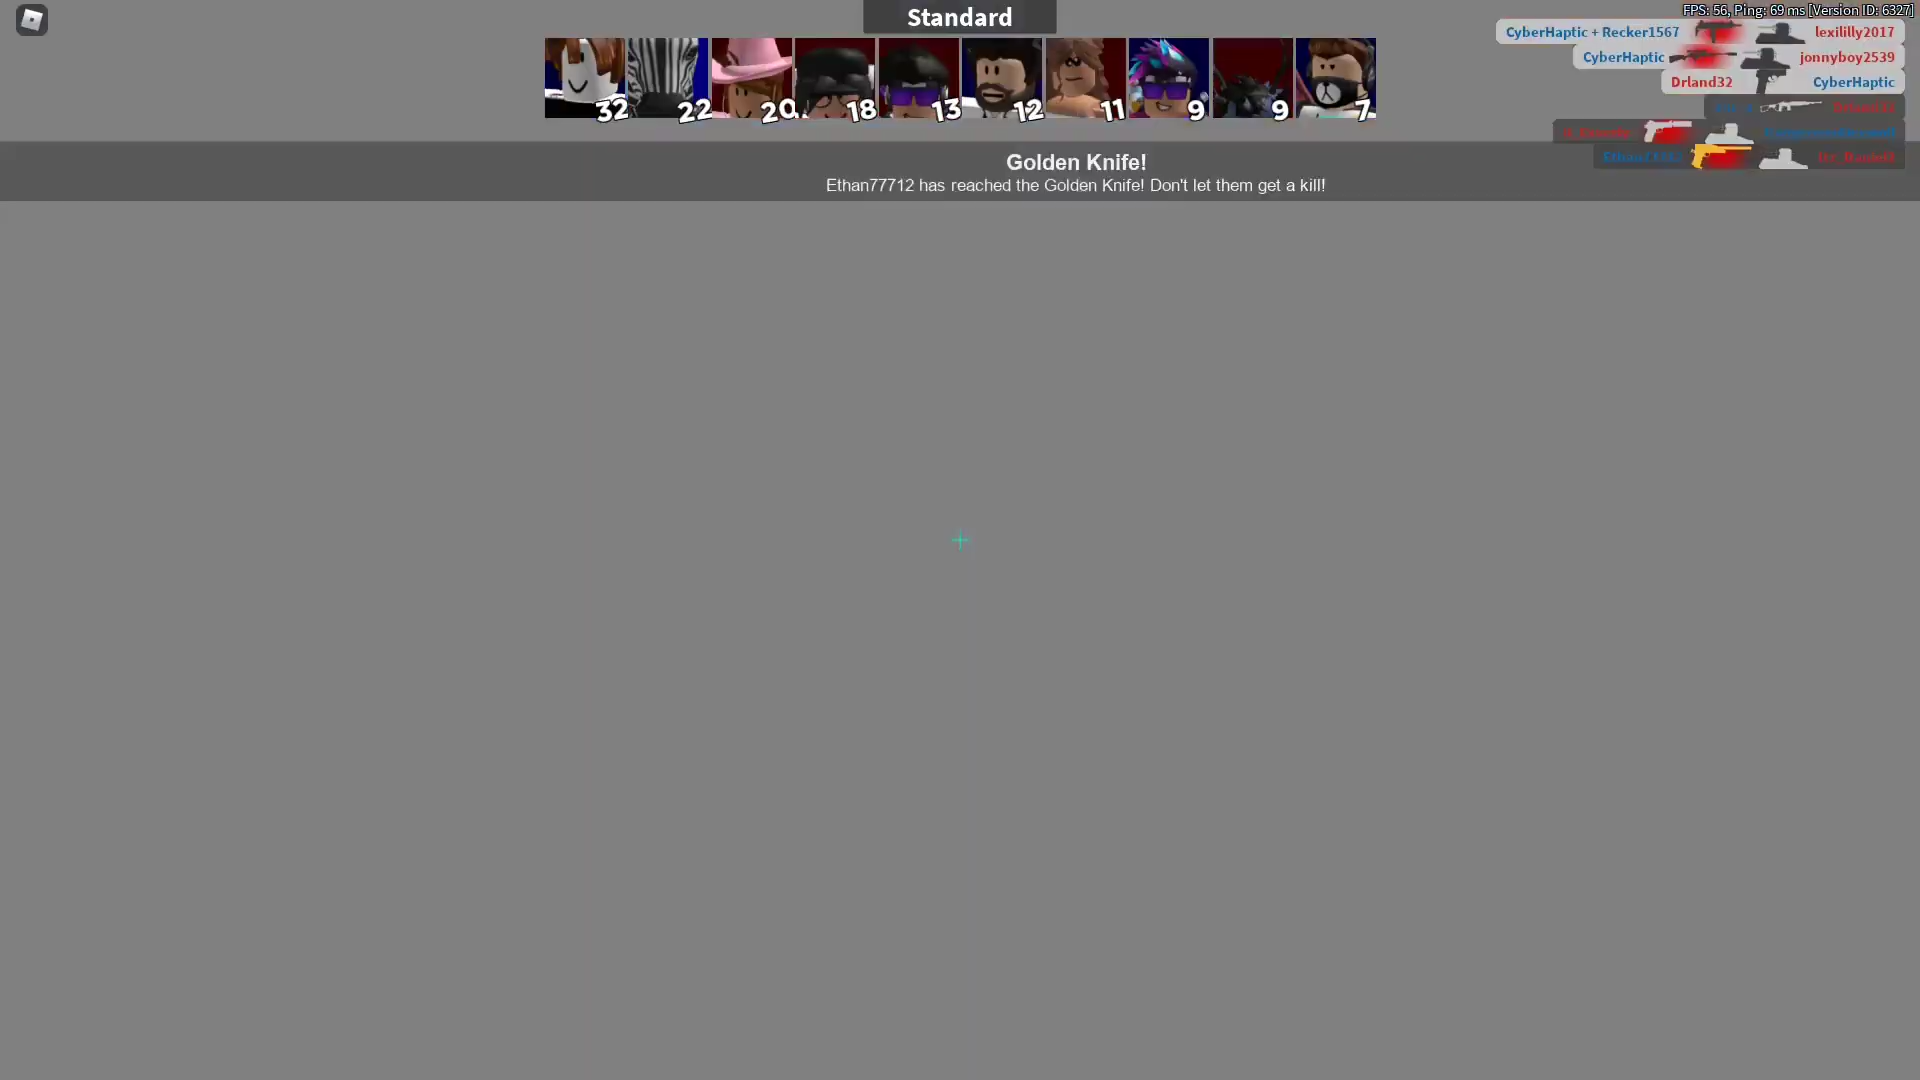 Standard
FPS: 56, Ping: 69 ms [Version ID: 6327]
CyberHaptic + Recker1567 lexililly2017
CyberHaptic jonnyboy2539
Drland32 CyberHaptic
32 22 20 18 13 12 11 9 9 7
Golden Knife!
Ethan77712 has reached the Golden Knife! Don't let them get a kill!
Ethan77712